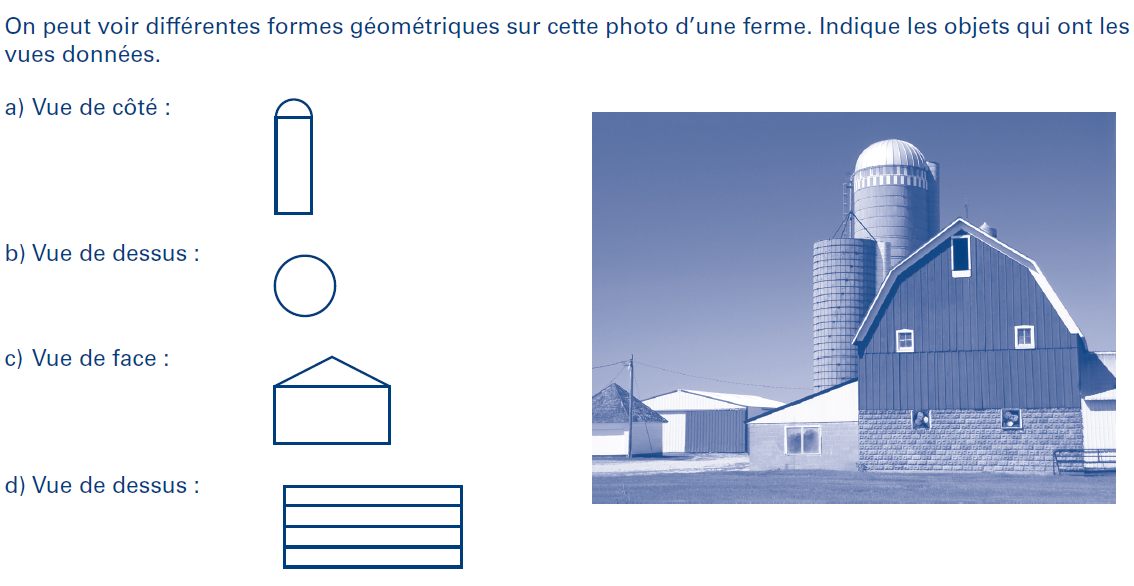 On peut voir différentes formes géométriques sur cette photo d’une ferme. Indique les objets qui ont les
vues données.
a) Vue de côté :
b) Vue de dessus :
c) Vue de face :
d) Vue de dessus :